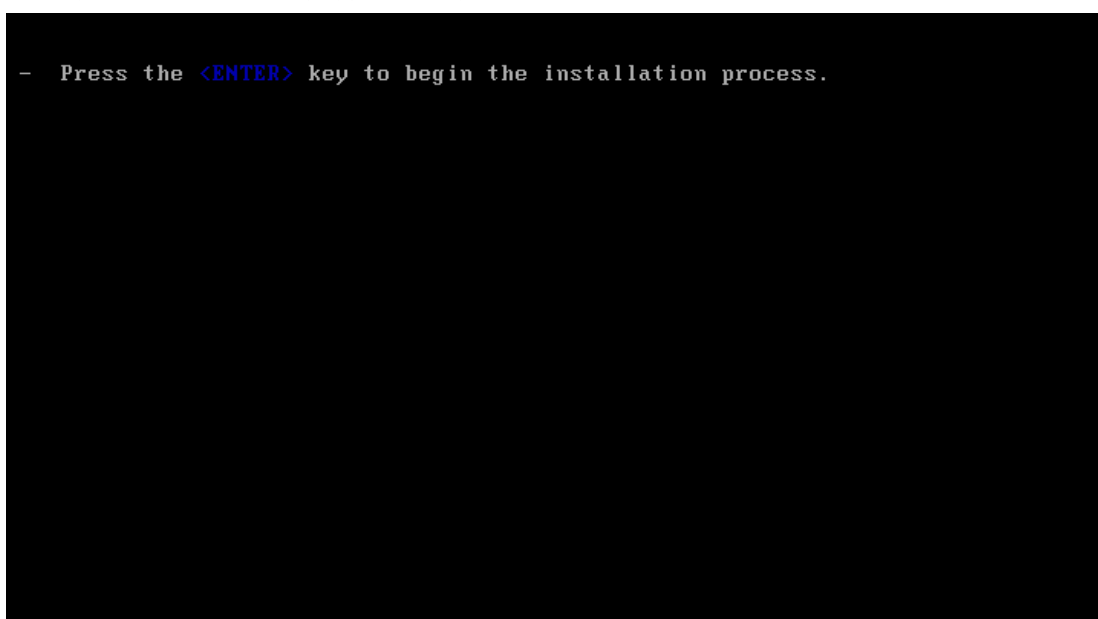 -  Press the <ENTER> key to begin the installation process.